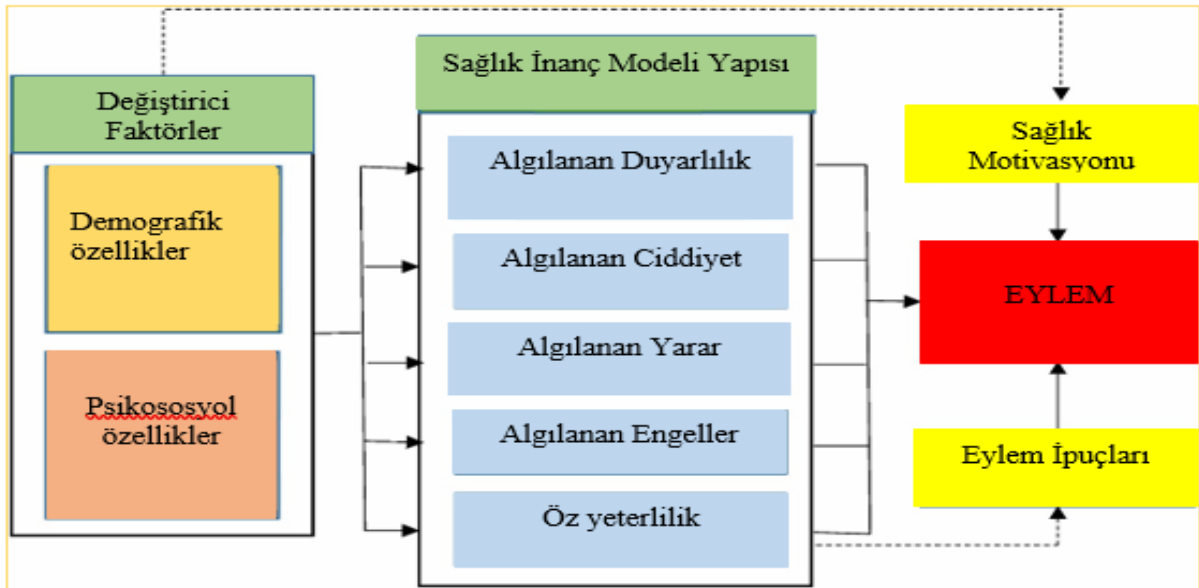 Değiştirici
Faktörler
Demografik
özellikler
Psikososyol
özellikler
Sağlık İnanç Modeli Yapısı
Algılanan Duyarlılık
Algılanan Ciddiyet
Algılanan Yarar
Algılanan Engeller
Öz yeterlilik
Sağlık
Motivasyonu
EYLEM
Eylem İpuçları